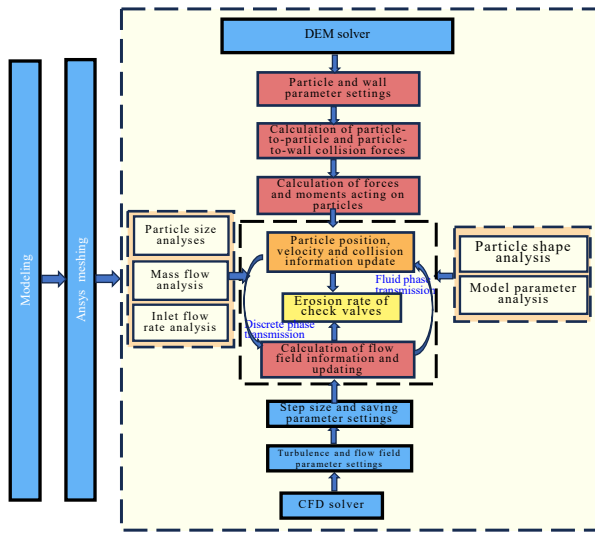 Modeling
Ansys meshing
DEM solver
Particle and wall
parameter settings
Calculation of particle-
to-particle and particle-
to-wall collision forces
Calculation of forces
and moments acting on
particles
Particle size
analyses
Mass flow
analysis
Inlet flow
rate analysis
Particle position,
velocity and collision
information update
Fluid phase
transmission
Erosion rate of
check valves
Discrete phase
transmission
Calculation of flow
field information and
updating
Particle shape
analysis
Model parameter
analysis
Step size and saving
parameter settings
Turbulence and flow field
parameter settings
CFD solver